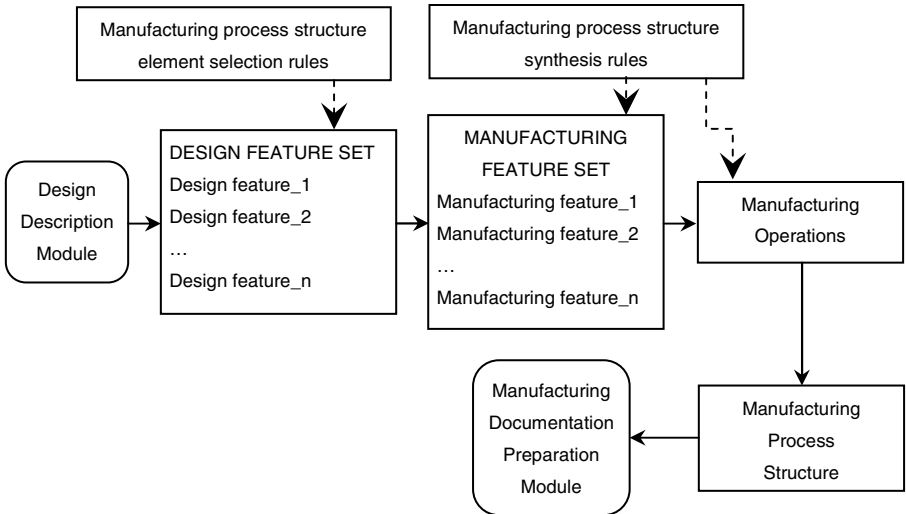 Manufacturing process structure
element selection rules
Manufacturing process structure
synthesis rules
Design
Description
Module
DESIGN FEATURE SET
Design feature_1
Design feature_2
…
Design feature_n
MANUFACTURING
FEATURE SET
Manufacturing feature_1
Manufacturing feature_2
…
Manufacturing feature_n
Manufacturing
Operations
Manufacturing
Documentation
Preparation
Module
Manufacturing
Process
Structure